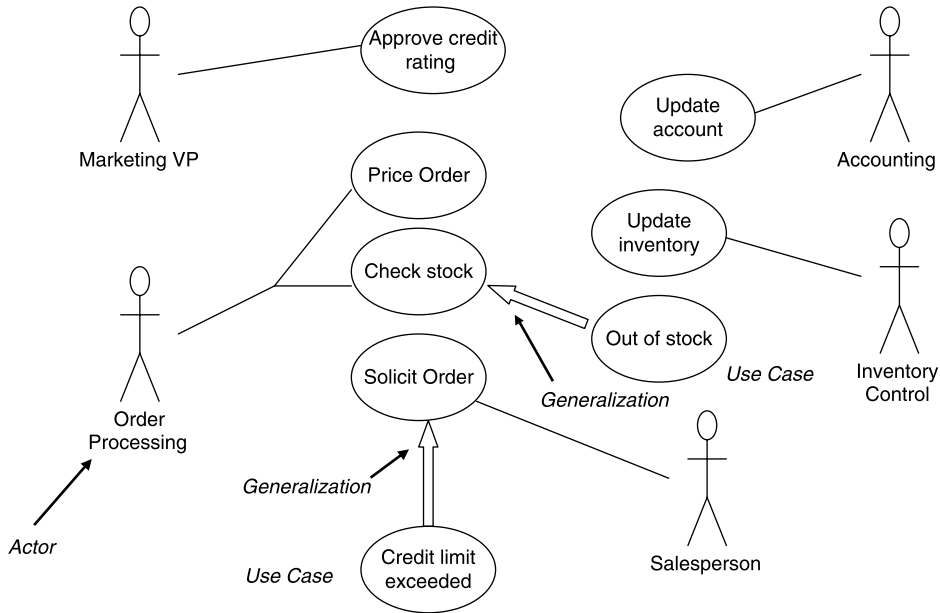 Approve credit
rating
Marketing VP
Update
account
Accounting
Price Order
Update
inventory
Check stock
Out of stock
Use Case
Inventory
Control
Solicit Order
Generalization
Order
Processing
Generalization
Actor
Salesperson
Use Case
Credit limit
exceeded